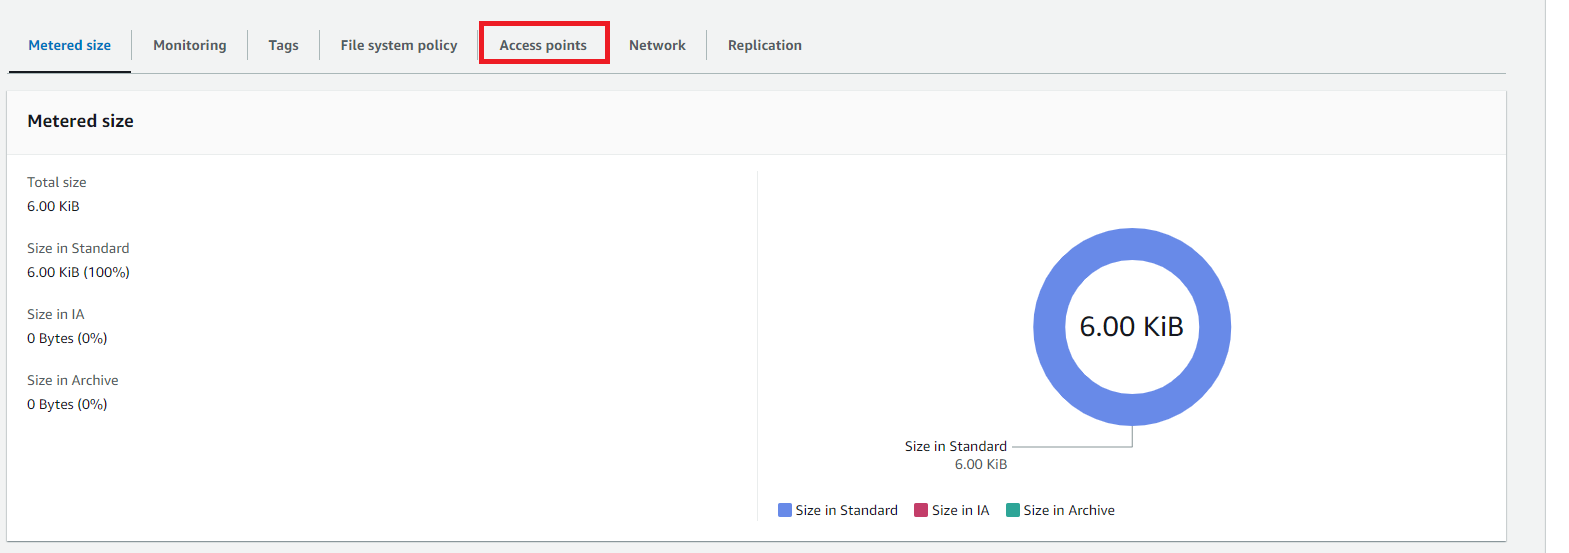 Metered size Monitoring Tags File system policy Access points Network Replication
Metered size
Total size
6.00 KiB
Size in Standard
6.00 KiB (100%)
Size in IA
0 Bytes (0%)
Size in Archive
0 Bytes (0%)
6.00 KiB
Size in Standard
6.00 KiB
Size in Standard Size in IA Size in Archive